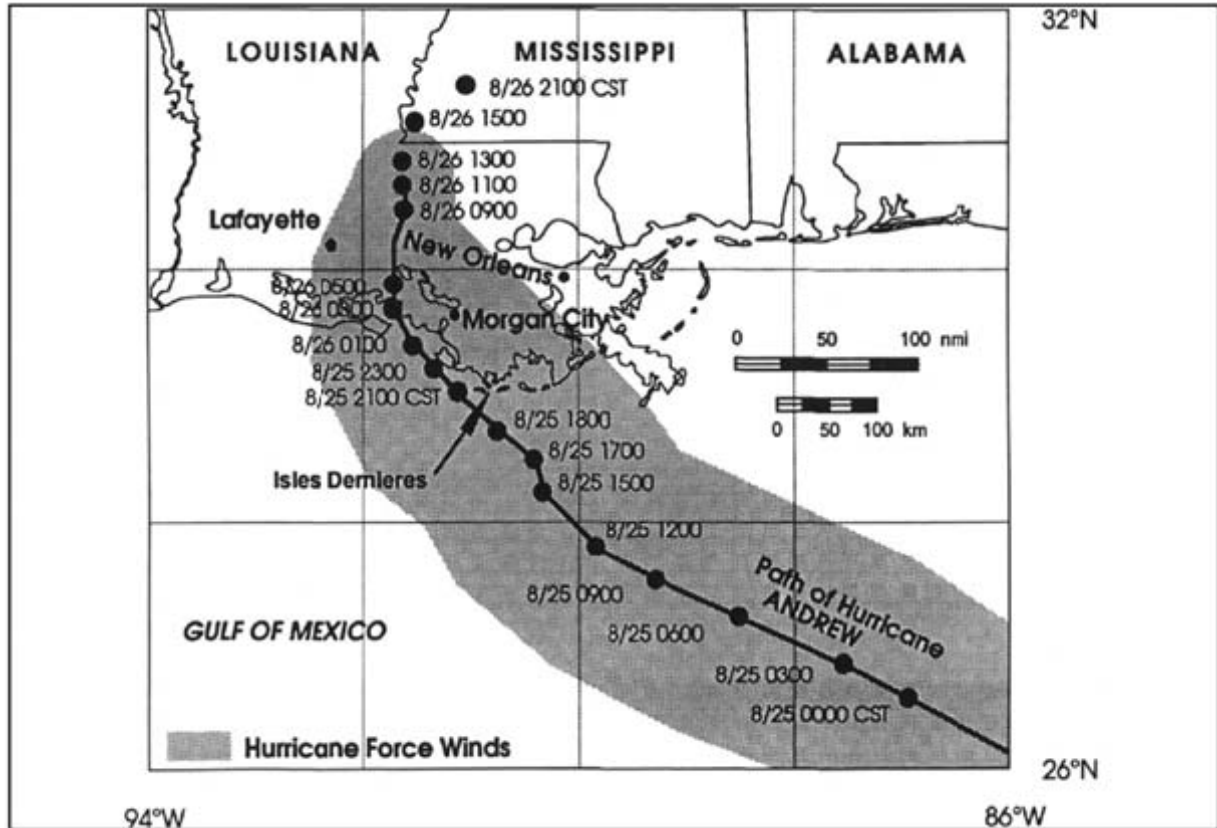 32°N
LOUISIANA
MISSISSIPPI
ALABAMA
8/26 2100 CST
8/26 1500
8/26 1300
8/26 1100
8/26 0900
Lafayette
New Orleans
8/26 0500
8/26 0300
Morgan City
8/26 0100
8/25 2300
8/25 2100 CST
0 50 100 nmi
0 50 100 km
8/25 1800
8/25 1700
8/25 1500
Isles Dernieres
8/25 1200
8/25 0900
8/25 0600
Path of Hurricane
ANDREW
8/25 0300
8/25 0000 CST
GULF OF MEXICO
Hurricane Force Winds
26°N
94°W
86°W